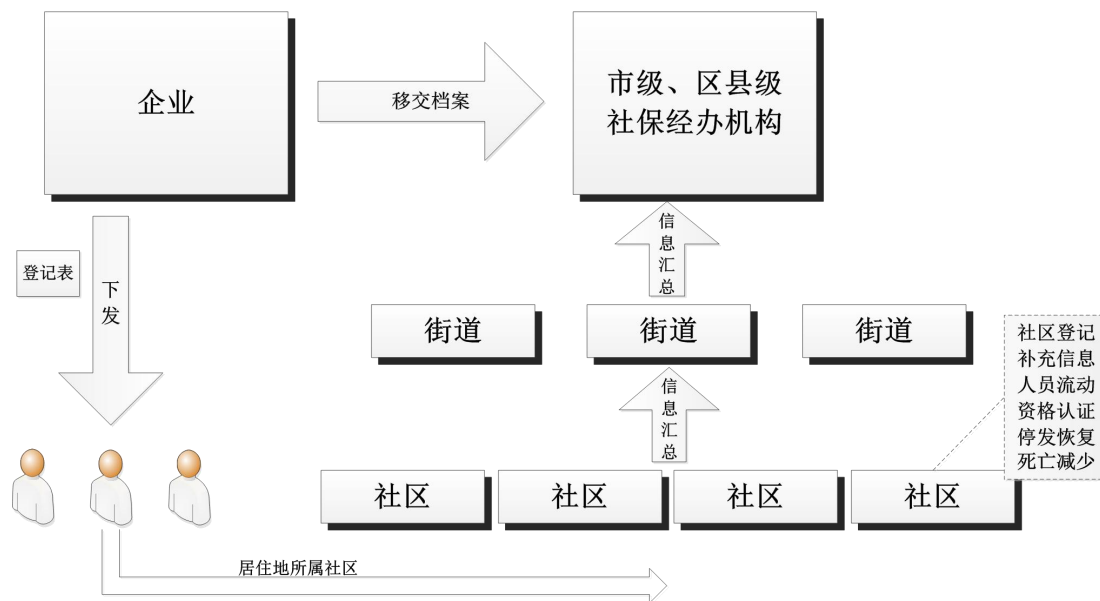 企业
移交档案
市级、区县级
社保经办机构
登记表
下
发
信
息
汇
总
街道
街道
街道
信
息
汇
总
社区登记
补充信息
人员流动
资格认证
停发恢复
死亡减少
社区
社区
社区
社区
居住地所属社区